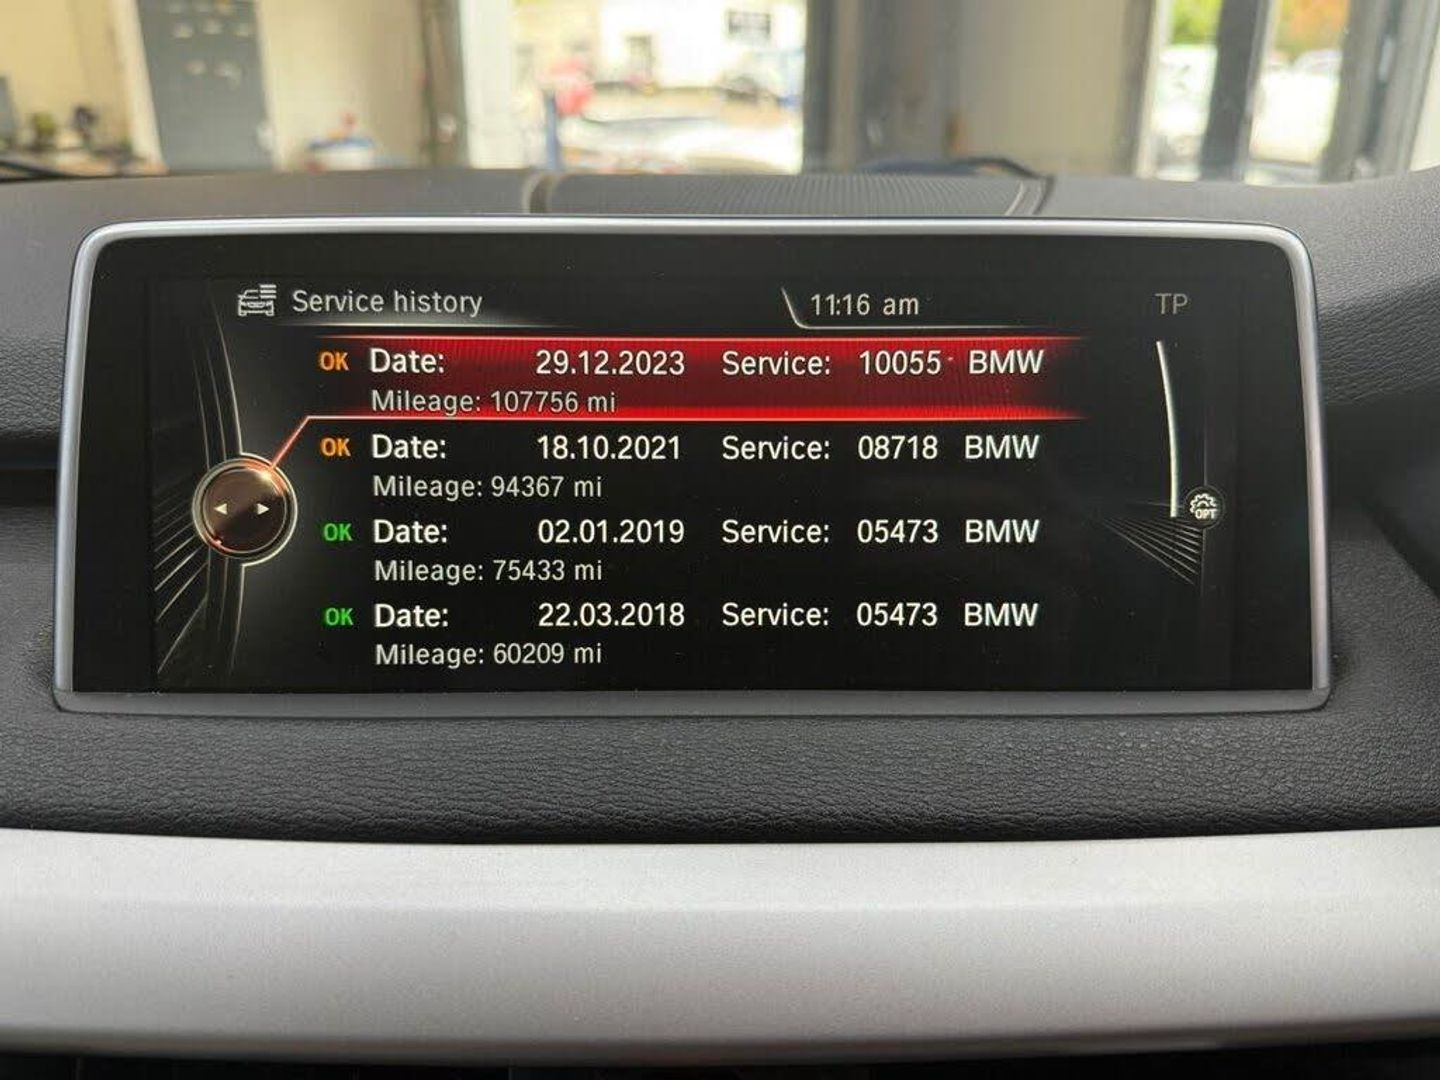 Service history 11:16 am TP
OK Date: 29.12.2023 Service: 10055 BMW
Mileage: 107756 mi
OK Date: 18.10.2021 Service: 08718 BMW
Mileage: 94367 mi
OK Date: 02.01.2019 Service: 05473 BMW
Mileage: 75433 mi
OPT
OK Date: 22.03.2018 Service: 05473 BMW
Mileage: 60209 mi